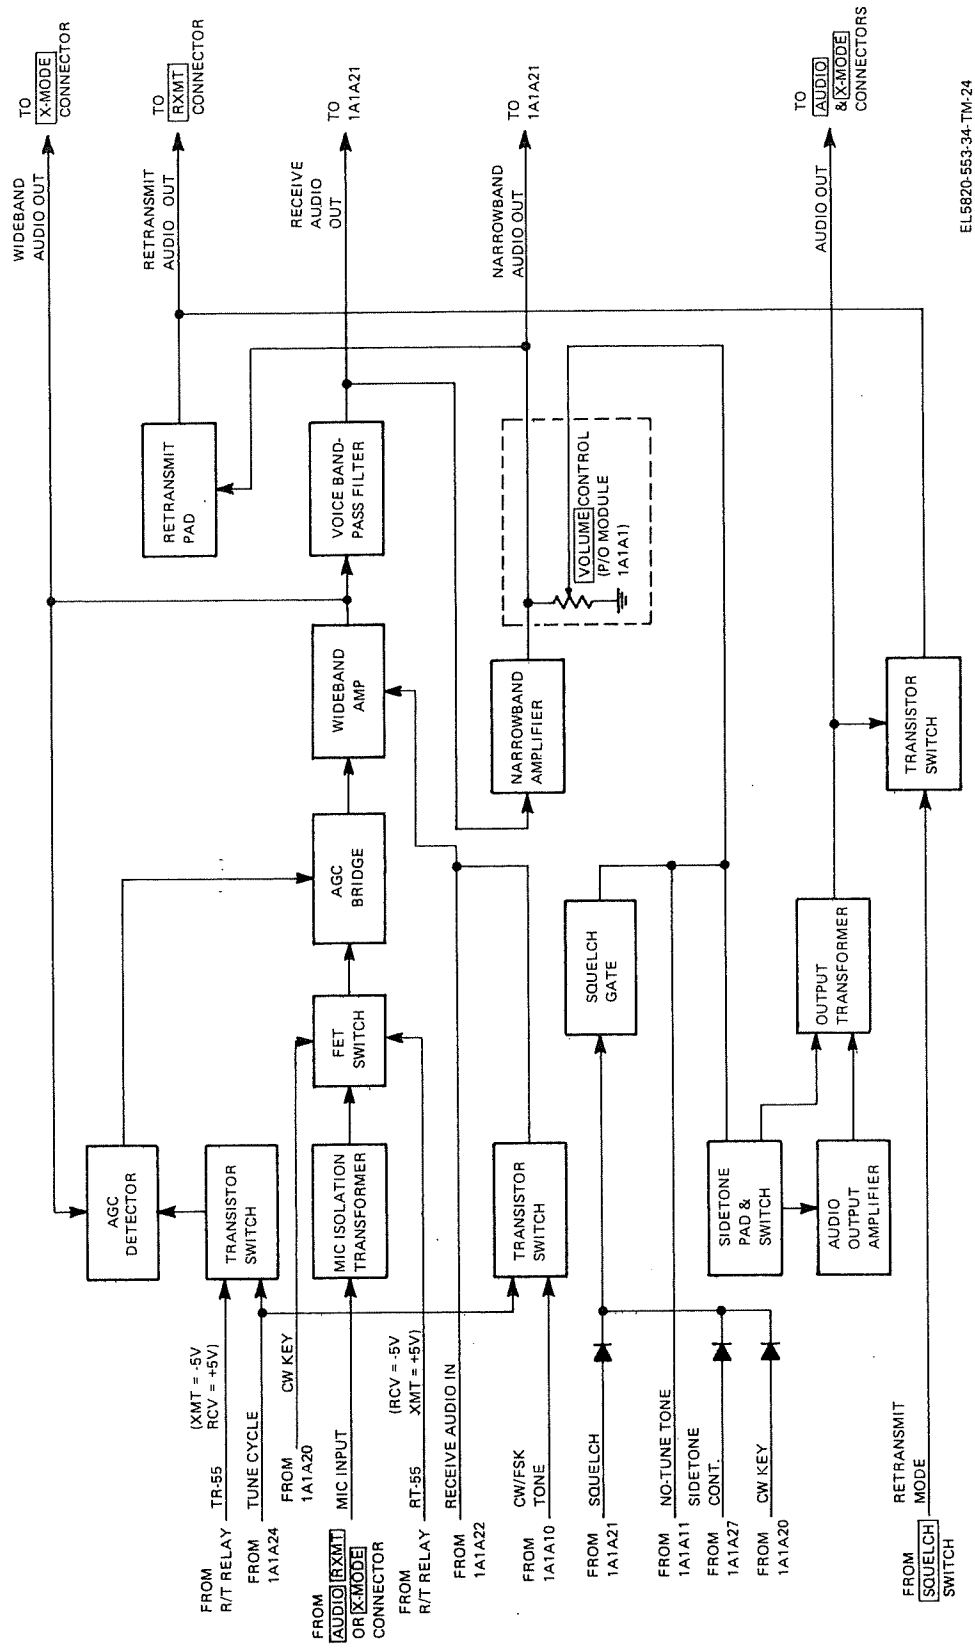 WIDEBAND
AUDIO OUT
TO
X-MODE
CONNECTOR
RETRANSMIT
AUDIO OUT
TO
RXMT
CONNECTOR
RECEIVE
AUDIO
OUT
TO
1A1A21
NARROWBAND
AUDIO OUT
TO
1A1A21
AUDIO OUT
TO
AUDIO
& X-MODE
CONNECTORS
RETRANSMIT
PAD
VOICE BAND-
PASS FILTER
VOLUME CONTROL
(P/O MODULE
1A1A1)
WIDEBAND
AMP
NARROWBAND
AMPLIFIER
TRANSISTOR
SWITCH
AGC
BRIDGE
SQUELCH
GATE
OUTPUT
TRANSFORMER
FET
SWITCH
AGC
DETECTOR
TRANSISTOR
SWITCH
MIC ISOLATION
TRANSFORMER
TRANSISTOR
SWITCH
SIDETONE
PAD &
SWITCH
AUDIO
OUTPUT
AMPLIFIER
FROM
R/T RELAY
TR-55
(XMT = -5V
RCV = +5V)
FROM
1A1A24
TUNE CYCLE
FROM
1A1A20
CW KEY
FROM
AUDIO RXMT
OR X-MODE
CONNECTOR
MIC INPUT
FROM
R/T RELAY
RT-55
(RCV = -5V
XMT = +5V)
FROM
1A1A22
RECEIVE AUDIO IN
FROM
1A1A10
CW/FSK
TONE
FROM
1A1A21
SQUELCH
FROM
1A1A11
NO-TUNE TONE
FROM
1A1A27
SIDETONE
CONT.
FROM
1A1A20
CW KEY
FROM
SQUELCH
SWITCH
RETRANSMIT
MODE
EL5820-553-34-TM-24